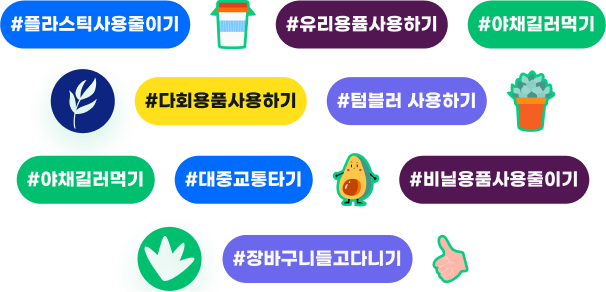 #플라스틱사용줄이기 #유리용품사용하기 #야채길러먹기
#다회용품사용하기 #텀블러 사용하기
#야채길러먹기 #대중교통타기 #비닐용품사용줄이기
#장바구니들고다니기